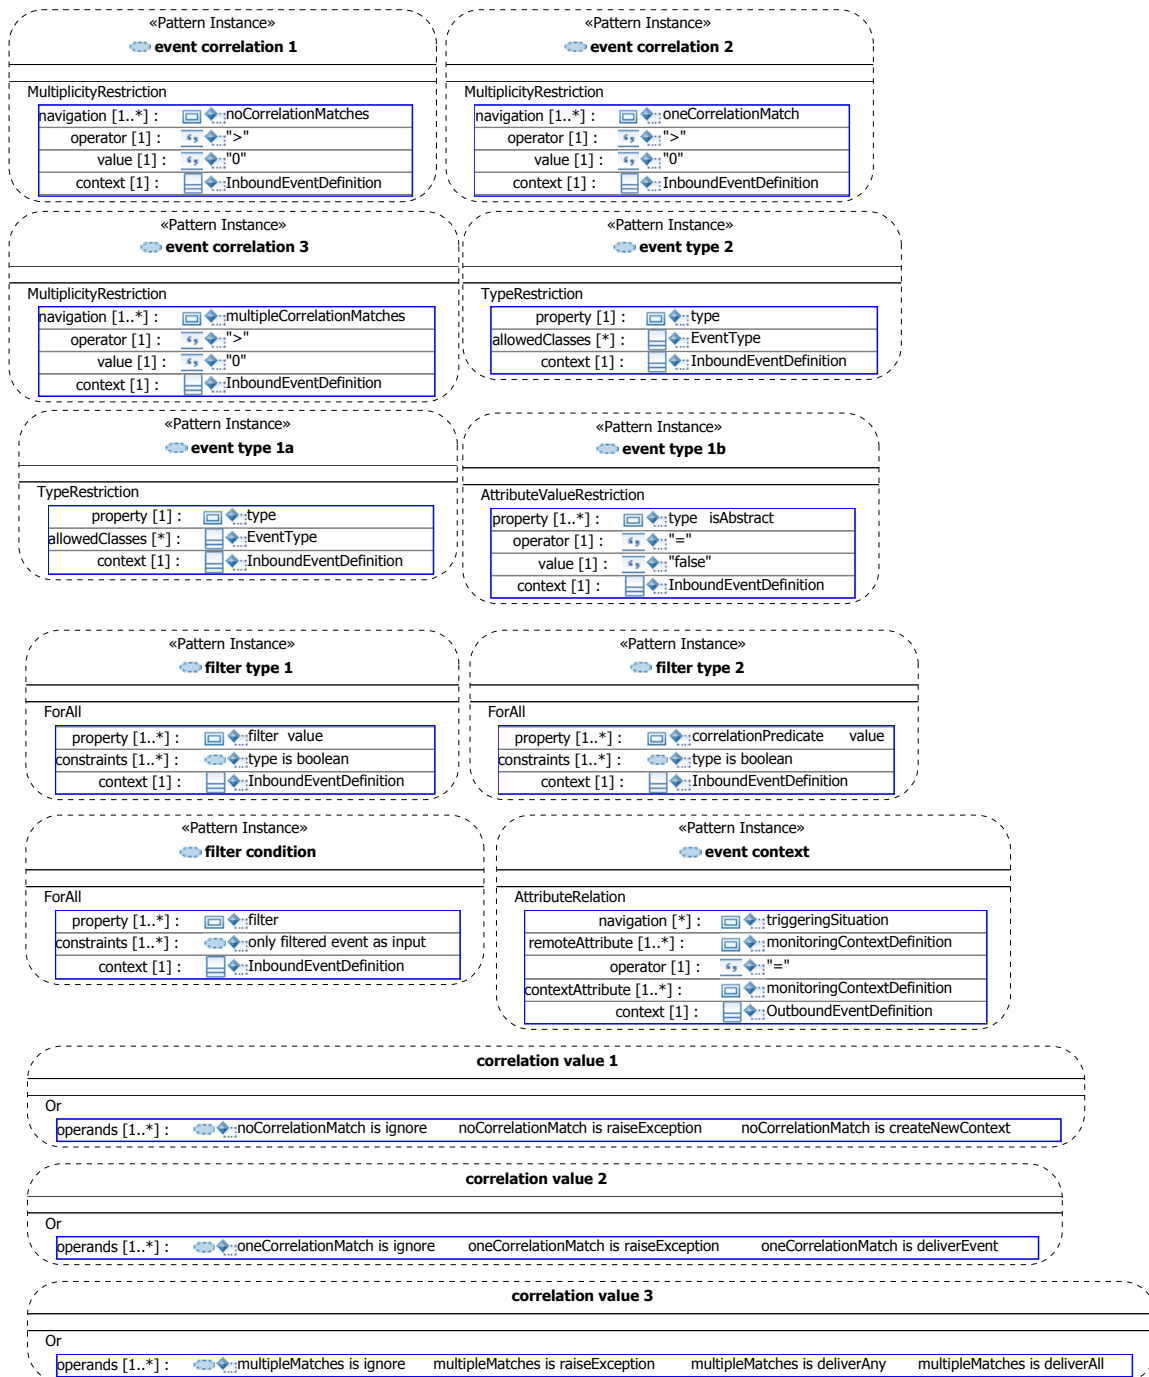 «Pattern Instance»
event correlation 1
MultiplicityRestriction
navigation [1..*] : noCorrelationMatches
operator [1] : ">"
value [1] : "0"
context [1] : InboundEventDefinition
«Pattern Instance»
event correlation 2
MultiplicityRestriction
navigation [1..*] : oneCorrelationMatch
operator [1] : ">"
value [1] : "0"
context [1] : InboundEventDefinition
«Pattern Instance»
event correlation 3
MultiplicityRestriction
navigation [1..*] : multipleCorrelationMatches
operator [1] : ">"
value [1] : "0"
context [1] : InboundEventDefinition
«Pattern Instance»
event type 2
TypeRestriction
property [1] : type
allowedClasses [*] : EventType
context [1] : InboundEventDefinition
«Pattern Instance»
event type 1a
TypeRestriction
property [1] : type
allowedClasses [*] : EventType
context [1] : InboundEventDefinition
«Pattern Instance»
event type 1b
AttributeValueRestriction
property [1..*] : type isAbstract
operator [1] : "="
value [1] : "false"
context [1] : InboundEventDefinition
«Pattern Instance»
filter type 1
ForAll
property [1..*] : filter value
constraints [1..*] : type is boolean
context [1] : InboundEventDefinition
«Pattern Instance»
filter type 2
ForAll
property [1..*] : correlationPredicate value
constraints [1..*] : type is boolean
context [1] : InboundEventDefinition
«Pattern Instance»
filter condition
ForAll
property [1..*] : filter
constraints [1..*] : only filtered event as input
context [1] : InboundEventDefinition
«Pattern Instance»
event context
AttributeRelation
navigation [*] : triggeringSituation
remoteAttribute [1..*] : monitoringContextDefinition
operator [1] : "="
contextAttribute [1..*] : monitoringContextDefinition
context [1] : OutboundEventDefinition
correlation value 1
Or
operands [1..*] : noCorrelationMatch is ignore noCorrelationMatch is raiseException noCorrelationMatch is createNewContext
correlation value 2
Or
operands [1..*] : oneCorrelationMatch is ignore oneCorrelationMatch is raiseException oneCorrelationMatch is deliverEvent
correlation value 3
Or
operands [1..*] : multipleMatches is ignore multipleMatches is raiseException multipleMatches is deliverAny multipleMatches is deliverAll